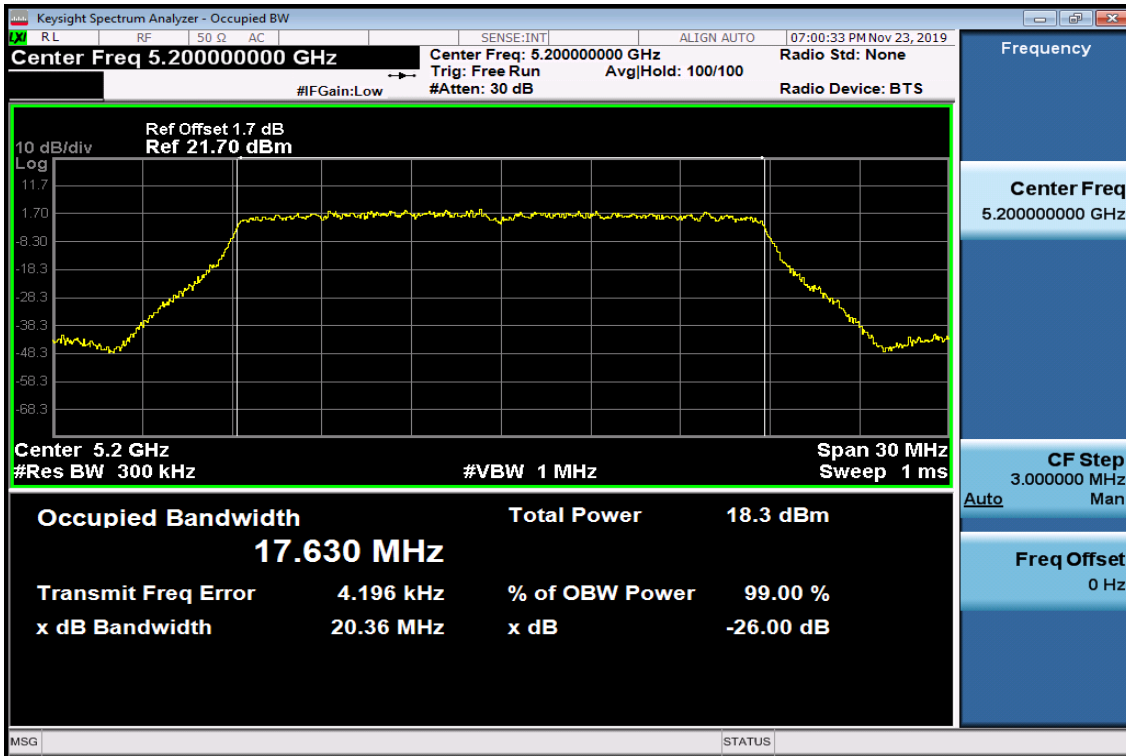 Keysight Spectrum Analyzer - Occupied BW
LXI RL RF 50 Ω AC SENSE:INT ALIGN AUTO 07:00:33 PM Nov 23, 2019
Center Freq 5.200000000 GHz
Center Freq: 5.200000000 GHz
Radio Std: None
Trig: Free Run Avg|Hold: 100/100
#IFGain:Low
#Atten: 30 dB
Radio Device: BTS
Ref Offset 1.7 dB
10 dB/div Ref 21.70 dBm
Log
11.7
1.70
-8.30
-18.3
-28.3
-38.3
-48.3
-58.3
-68.3
Center 5.2 GHz Span 30 MHz
#Res BW 300 kHz #VBW 1 MHz Sweep 1 ms
Occupied Bandwidth Total Power 18.3 dBm
17.630 MHz
Transmit Freq Error 4.196 kHz % of OBW Power 99.00 %
x dB Bandwidth 20.36 MHz x dB -26.00 dB
MSG STATUS
Frequency
Center Freq
5.200000000 GHz
CF Step
3.000000 MHz
Auto Man
Freq Offset
0 Hz